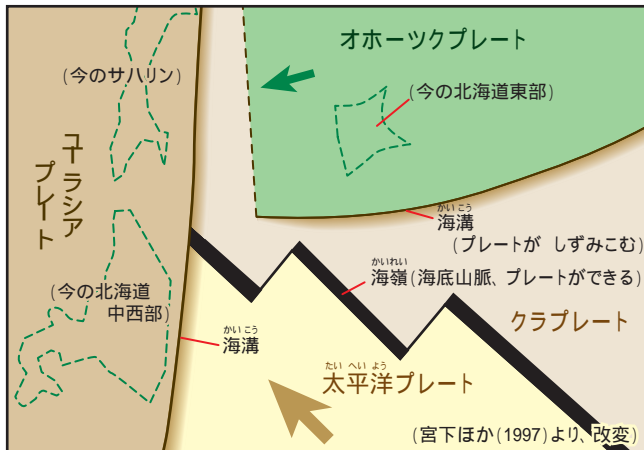 オホーツクプレート
(今のサハリン)
(今の北海道東部)
ユーラシア
プレート
かいこう
海溝
(プレートが しずみこむ)
かいれい
海嶺(海底山脈、プレートができる)
(今の北海道
中西部)
クラプレート
かいこう
海溝
たいへいよう
太平洋プレート
(宮下ほか(1997)より、改変)